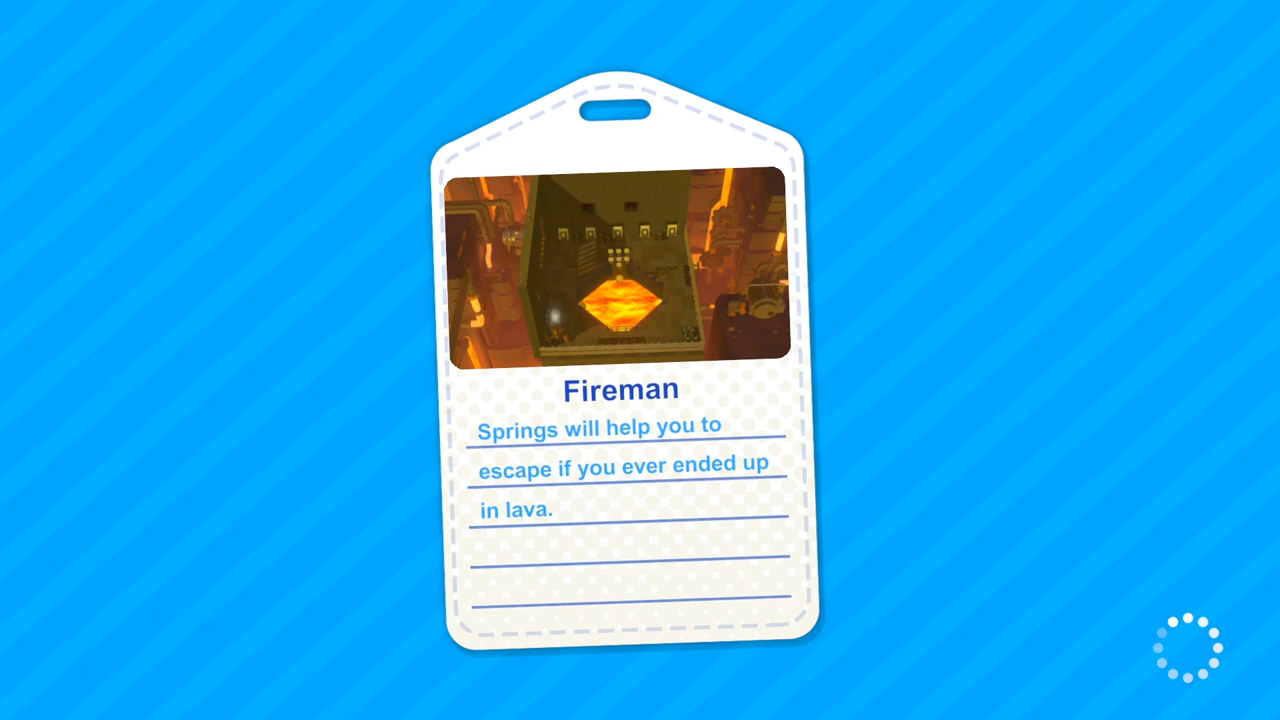 Fireman
Springs will help you to
escape if you ever ended up
in lava.